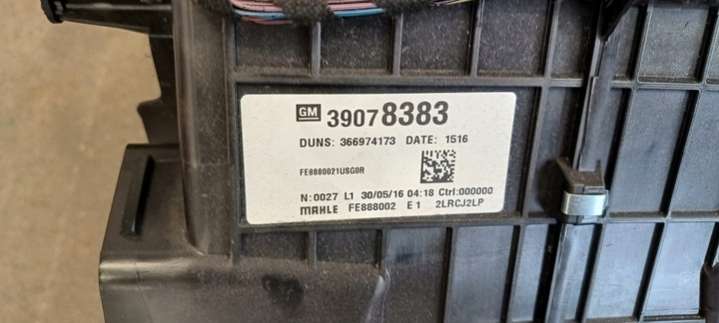 GM 39078383
DUNS: 366974173 DATE: 1516
FE8880021USG0R
N:0027 L1 30/05/16 04:18 Ctrl:000000
MAHLE FE888002 E1 2LRCJ2LP